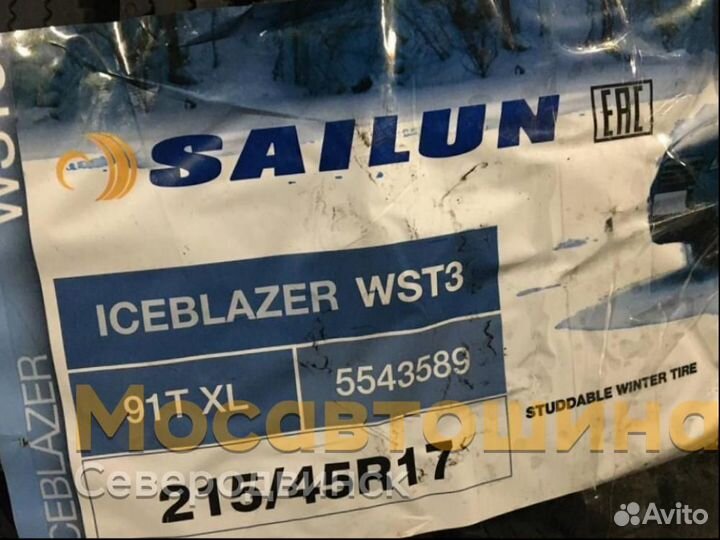 SAILUN
EAC
ICEBLAZER WST3
91T XL
5543589
STUDDABLE WINTER TIRE
215/45R17
ICEBLAZER
Мосавтошина
Северодвинск
Avito